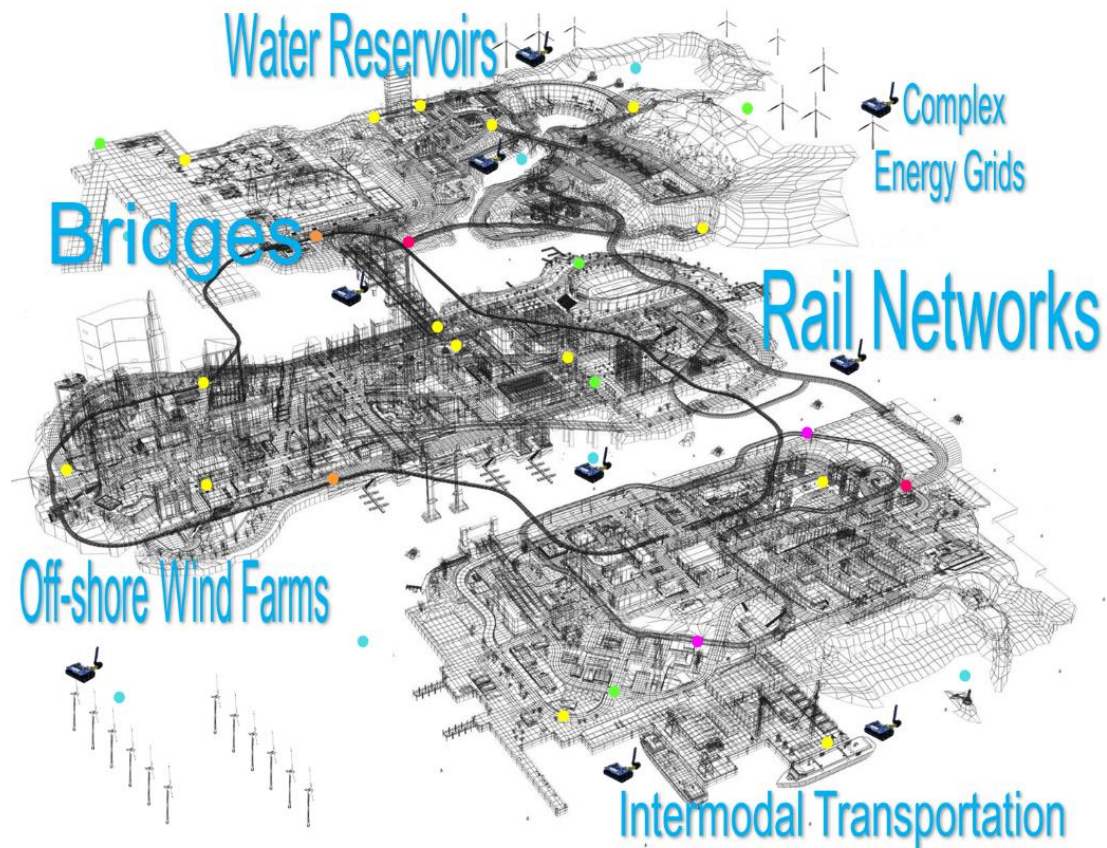 Water Reservoirs
Complex
Energy Grids
Bridges
Rail Networks
Off-shore Wind Farms
Intermodal Transportation